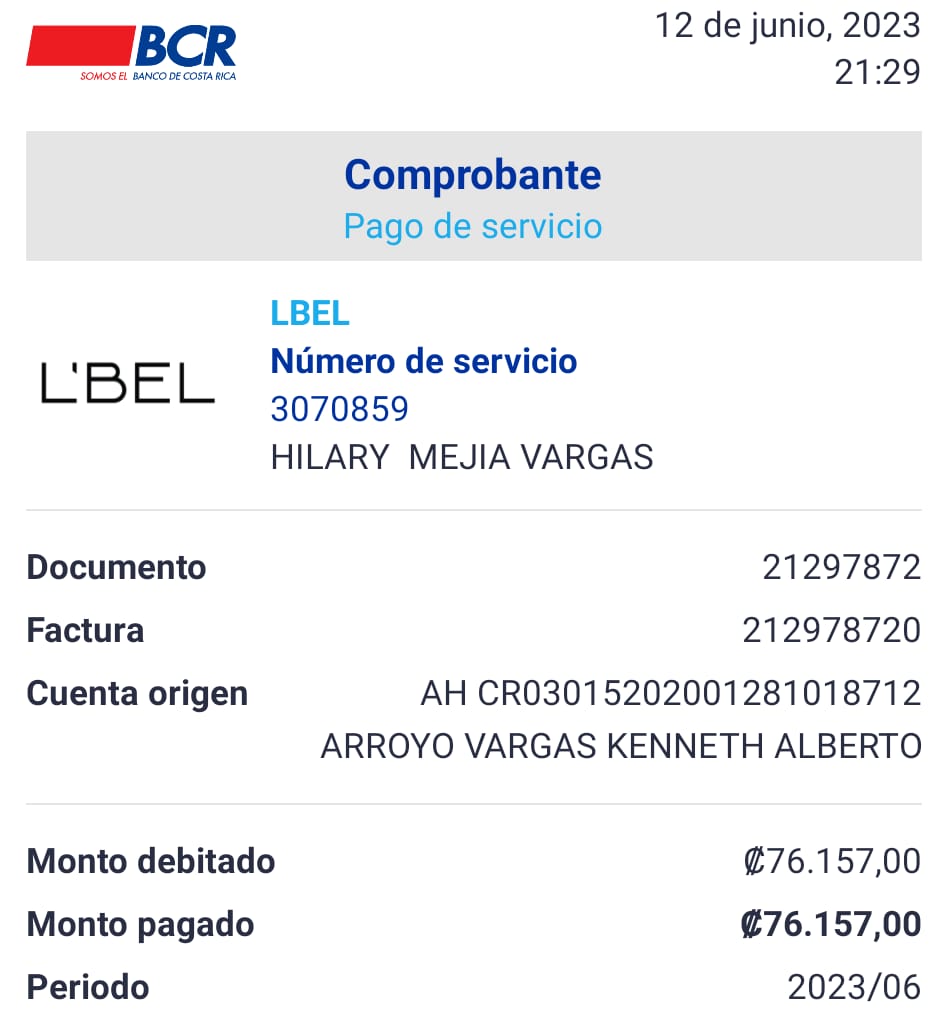 BCR
SOMOS EL BANCO DE COSTA RICA
12 de junio, 2023
21:29
Comprobante
Pago de servicio
L'BEL
LBEL
Número de servicio
3070859
HILARY MEJIA VARGAS
Documento 21297872
Factura 212978720
Cuenta origen AH CR03015202001281018712
ARROYO VARGAS KENNETH ALBERTO
Monto debitado ₡76.157,00
Monto pagado ₡76.157,00
Periodo 2023/06